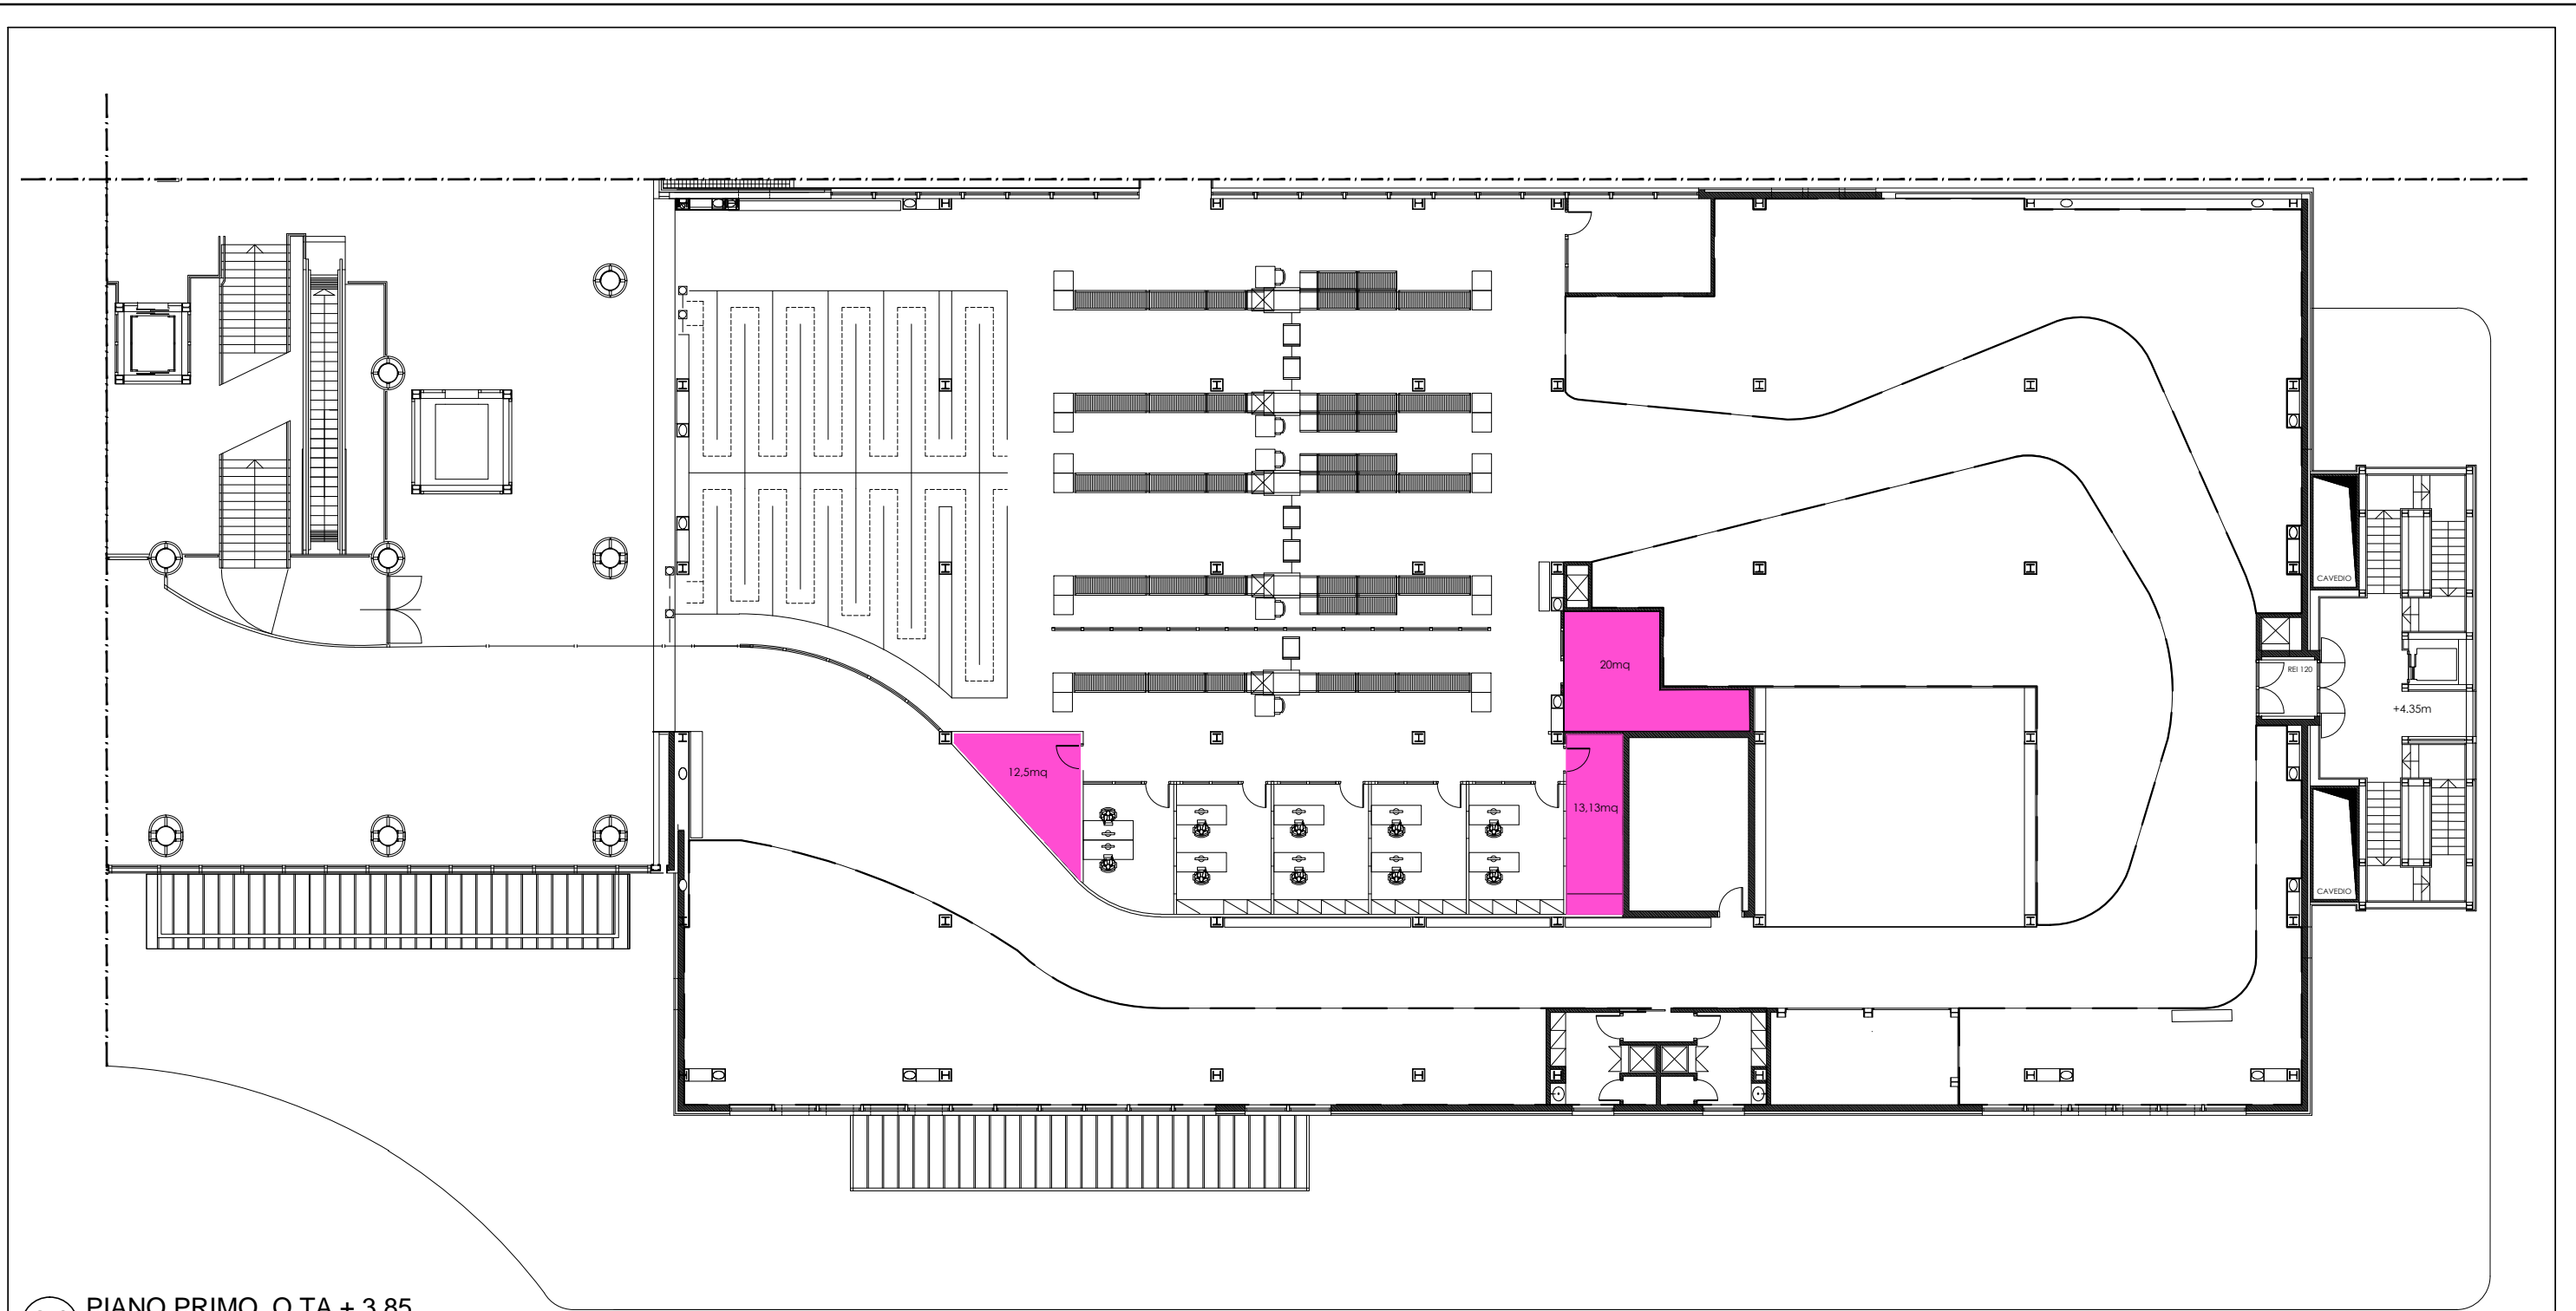 CAVEDIO
20mq
REI 120
+4.35m
12,5mq
13,13mq
CAVEDIO
PIANO PRIMO Q.TA + 3.85